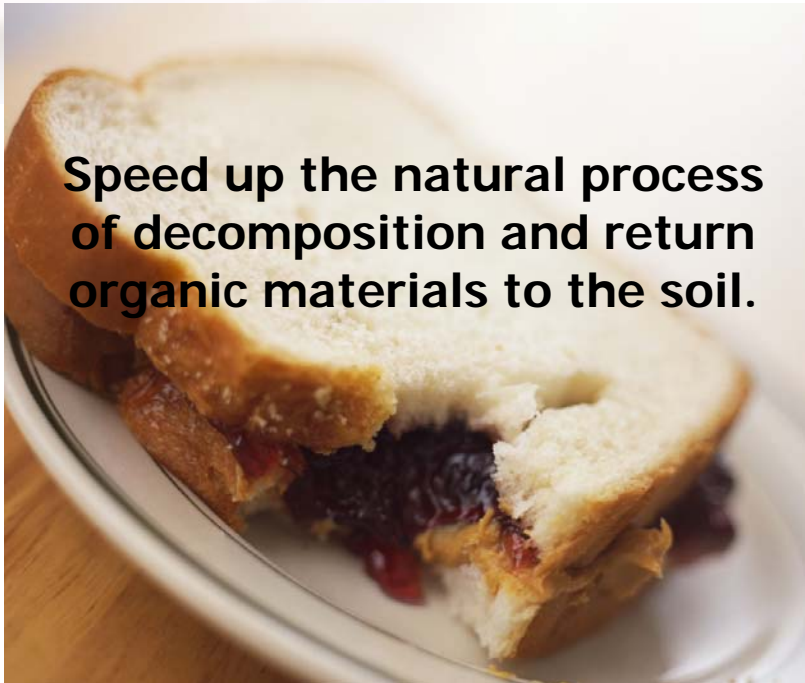 Speed up the natural process
of decomposition and return
organic materials to the soil.